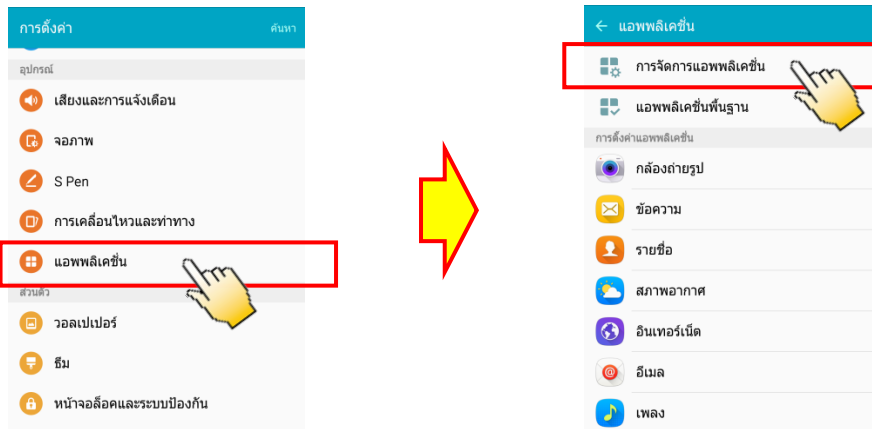 การตั้งค่า
ค้นหา
อุปกรณ์
เสียงและการแจ้งเตือน
จอภาพ
S Pen
การเคลื่อนไหวและท่าทาง
แอพพลิเคชั่น
ส่วนตัว
วอลเปเปอร์
ธีม
หน้าจอล็อคและระบบป้องกัน
แอพพลิเคชั่น
การจัดการแอพพลิเคชั่น
แอพพลิเคชั่นพื้นฐาน
การตั้งค่าแอพพลิเคชั่น
กล้องถ่ายรูป
ข้อความ
รายชื่อ
สภาพอากาศ
อินเทอร์เน็ต
อีเมล
เพลง